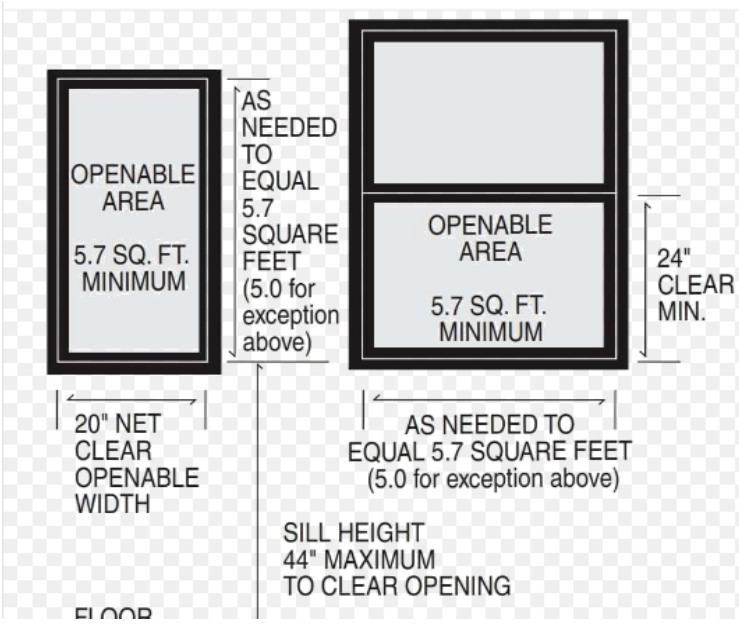 OPENABLE
AREA
5.7 SQ. FT.
MINIMUM
AS
NEEDED
TO
EQUAL
5.7
SQUARE
FEET
(5.0 for
exception
above)
OPENABLE
AREA
5.7 SQ. FT.
MINIMUM
24"
CLEAR
MIN.
20" NET
CLEAR
OPENABLE
WIDTH
AS NEEDED TO
EQUAL 5.7 SQUARE FEET
(5.0 for exception above)
SILL HEIGHT
44" MAXIMUM
TO CLEAR OPENING
FLOOR